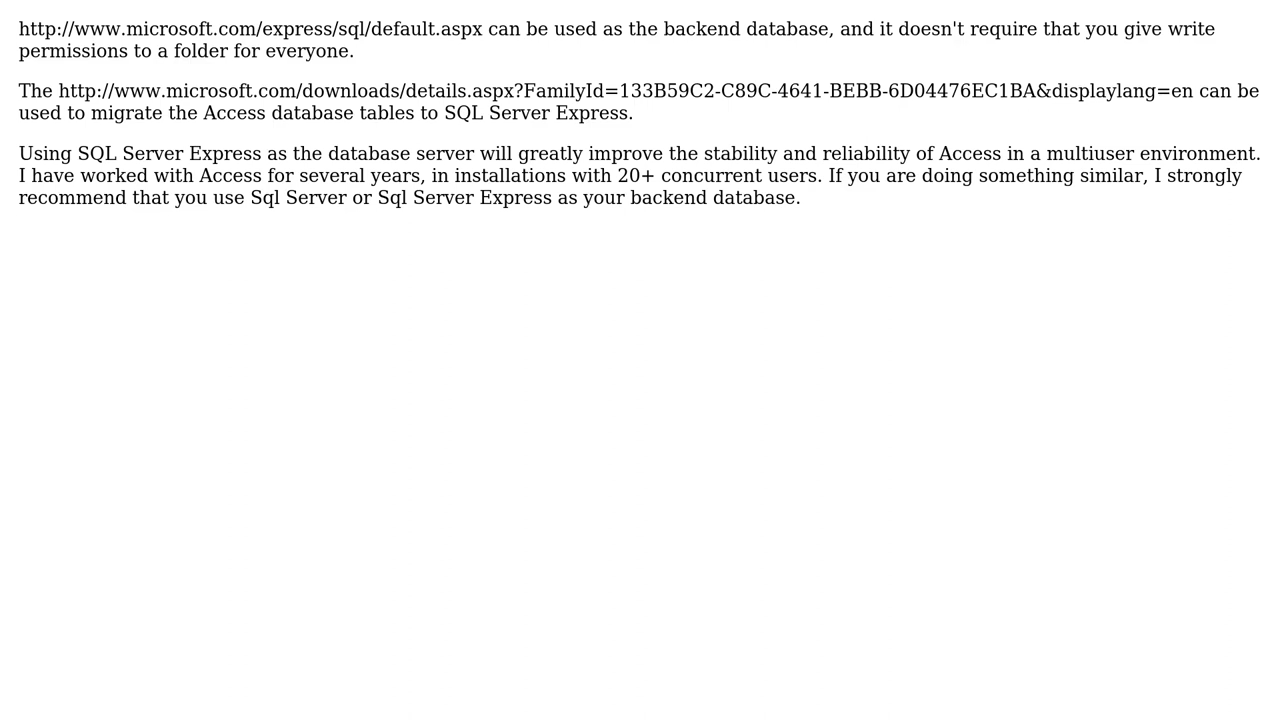 http://www.microsoft.com/express/sql/default.aspx can be used as the backend database, and it doesn't require that you give write
permissions to a folder for everyone.
The http://www.microsoft.com/downloads/details.aspx?FamilyId=133B59C2-C89C-4641-BEBB-6D04476EC1BA&displaylang=en can be
used to migrate the Access database tables to SQL Server Express.
Using SQL Server Express as the database server will greatly improve the stability and reliability of Access in a multiuser environment.
I have worked with Access for several years, in installations with 20+ concurrent users. If you are doing something similar, I strongly
recommend that you use Sql Server or Sql Server Express as your backend database.